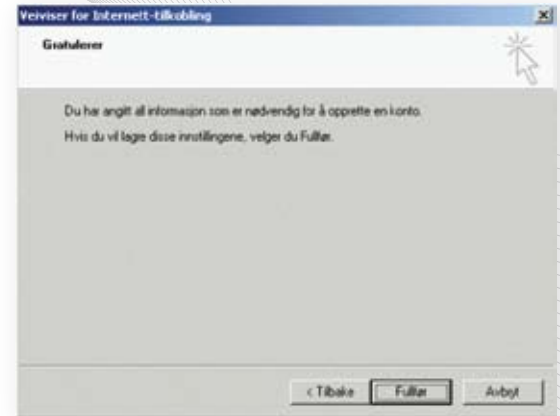 Veiviser for Internett-tilkobling
Gratulerer
Du har angitt all informasjon som er nødvendig for å opprette en konto.
Hvis du vil lagre disse innstillingene, velger du Fullfør.
< Tilbake
Fullfør
Avbryt